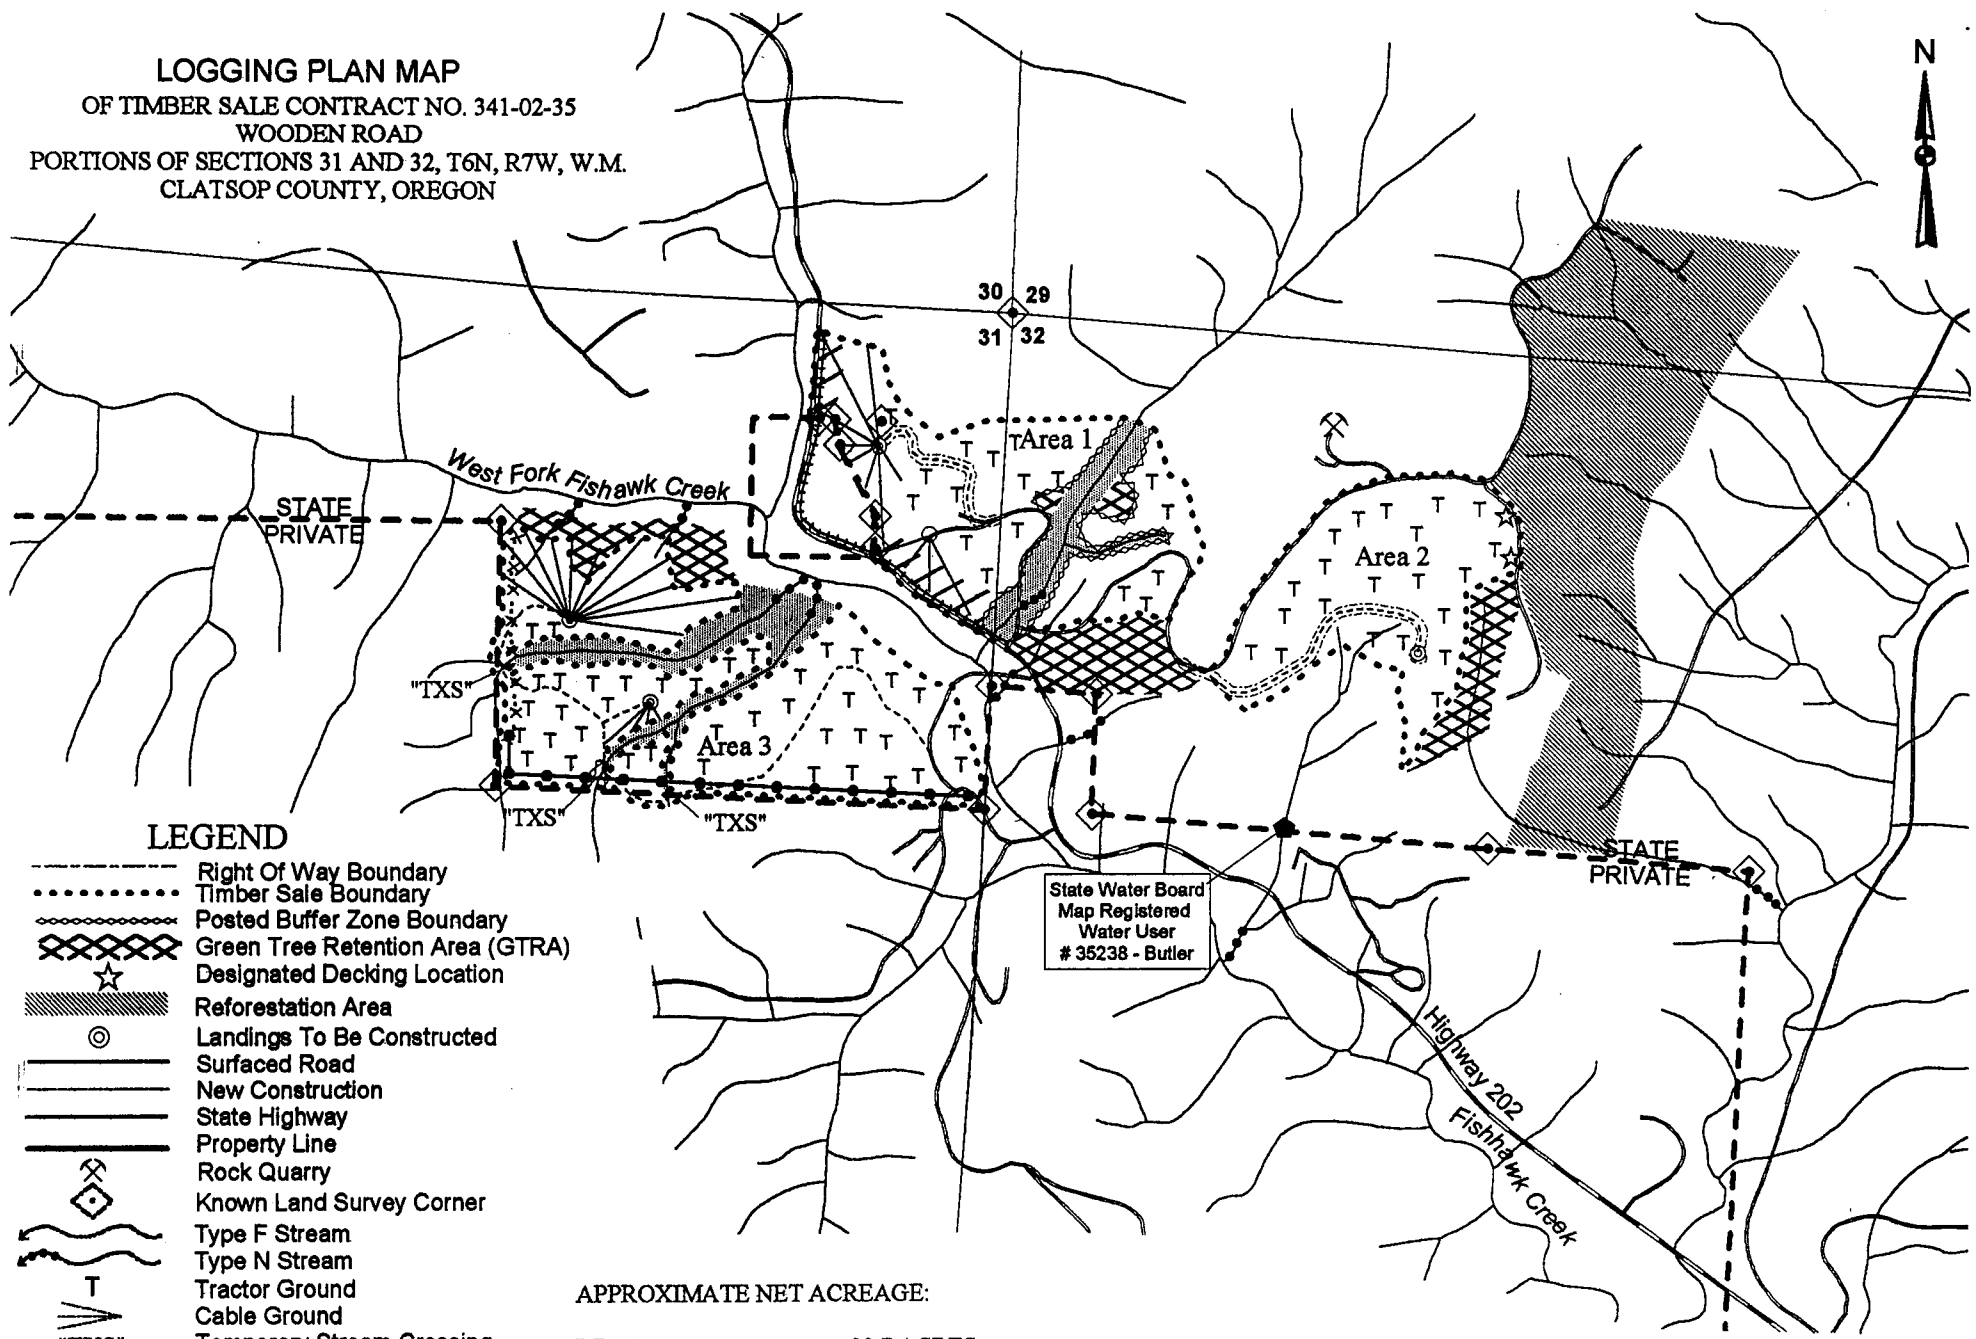 LOGGING PLAN MAP
OF TIMBER SALE CONTRACT NO. 341-02-35
WOODEN ROAD
PORTIONS OF SECTIONS 31 AND 32, T6N, R7W, W.M.
CLATSOP COUNTY, OREGON
N
30 29
31 32
Area 1
West Fork Fishawk Creek
STATE
PRIVATE
Area 2
"TXS"
Area 3
"TXS"
"TXS"
STATE
PRIVATE
State Water Board
Map Registered
Water User
# 35238 - Butler
Highway 202
Fishhawk Creek
LEGEND
Right Of Way Boundary
Timber Sale Boundary
Posted Buffer Zone Boundary
Green Tree Retention Area (GTRA)
Designated Decking Location
Reforestation Area
Landings To Be Constructed
Surfaced Road
New Construction
State Highway
Property Line
Rock Quarry
Known Land Survey Corner
Type F Stream
Type N Stream
T Tractor Ground
Cable Ground
Temporary Stream Crossing
APPROXIMATE NET ACREAGE: